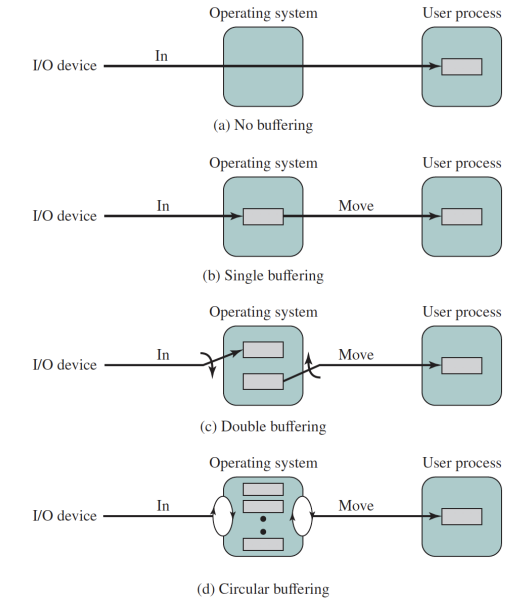 Operating system User process
I/O device In
(a) No buffering
Operating system User process
I/O device In Move
(b) Single buffering
Operating system User process
I/O device In Move
(c) Double buffering
Operating system User process
I/O device In Move
(d) Circular buffering